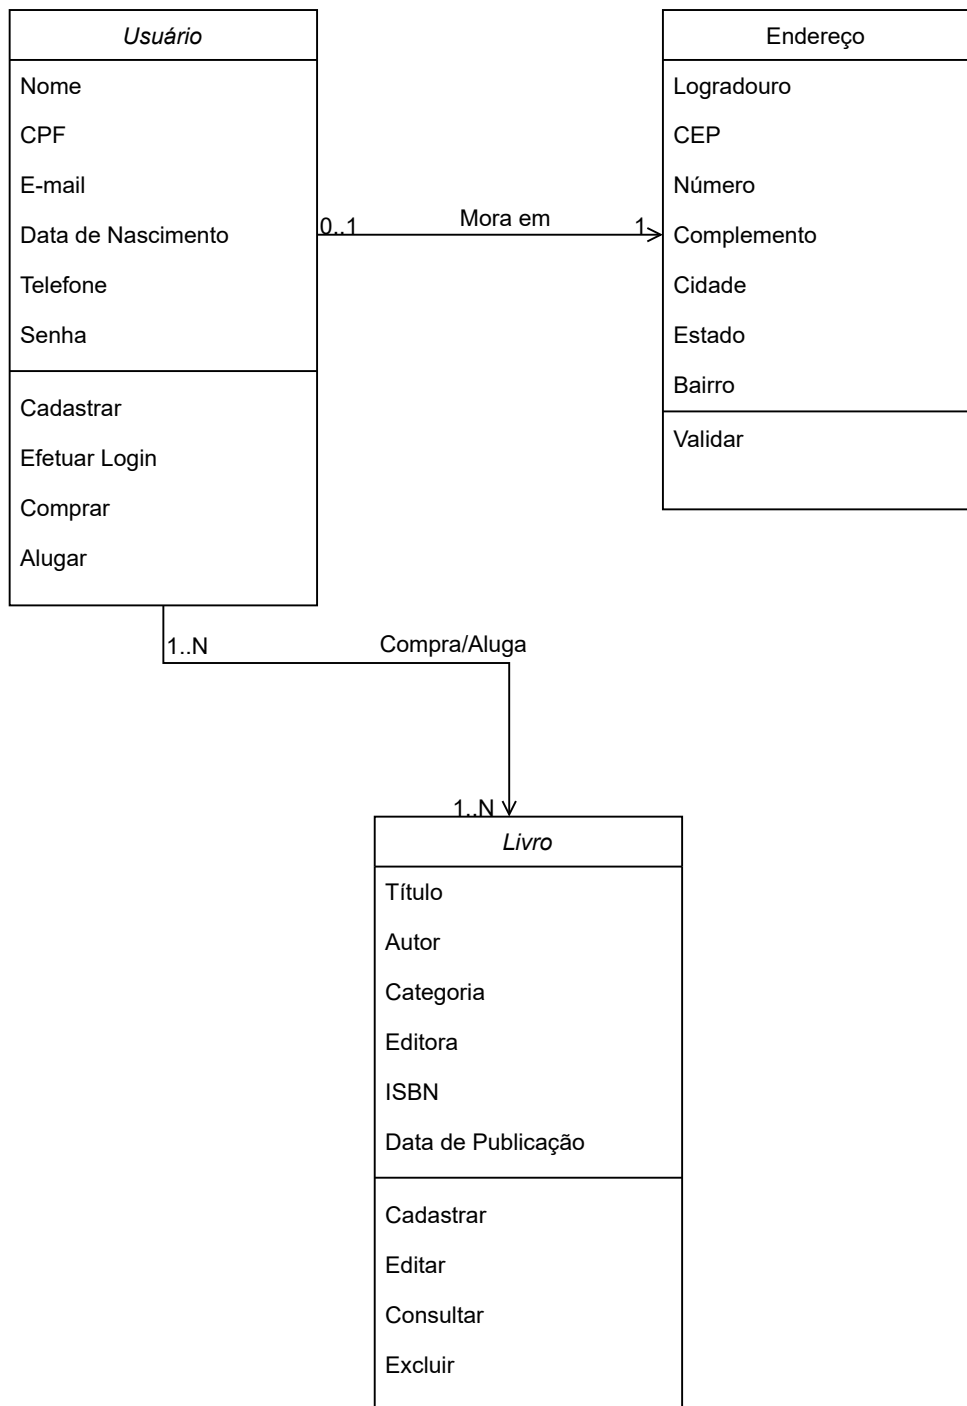 Usuário
Nome
CPF
E-mail
Data de Nascimento
Telefone
Senha
Cadastrar
Efetuar Login
Comprar
Alugar
0..1
Mora em
1
Endereço
Logradouro
CEP
Número
Complemento
Cidade
Estado
Bairro
Validar
1..N
Compra/Aluga
1..N
Livro
Título
Autor
Categoria
Editora
ISBN
Data de Publicação
Cadastrar
Editar
Consultar
Excluir